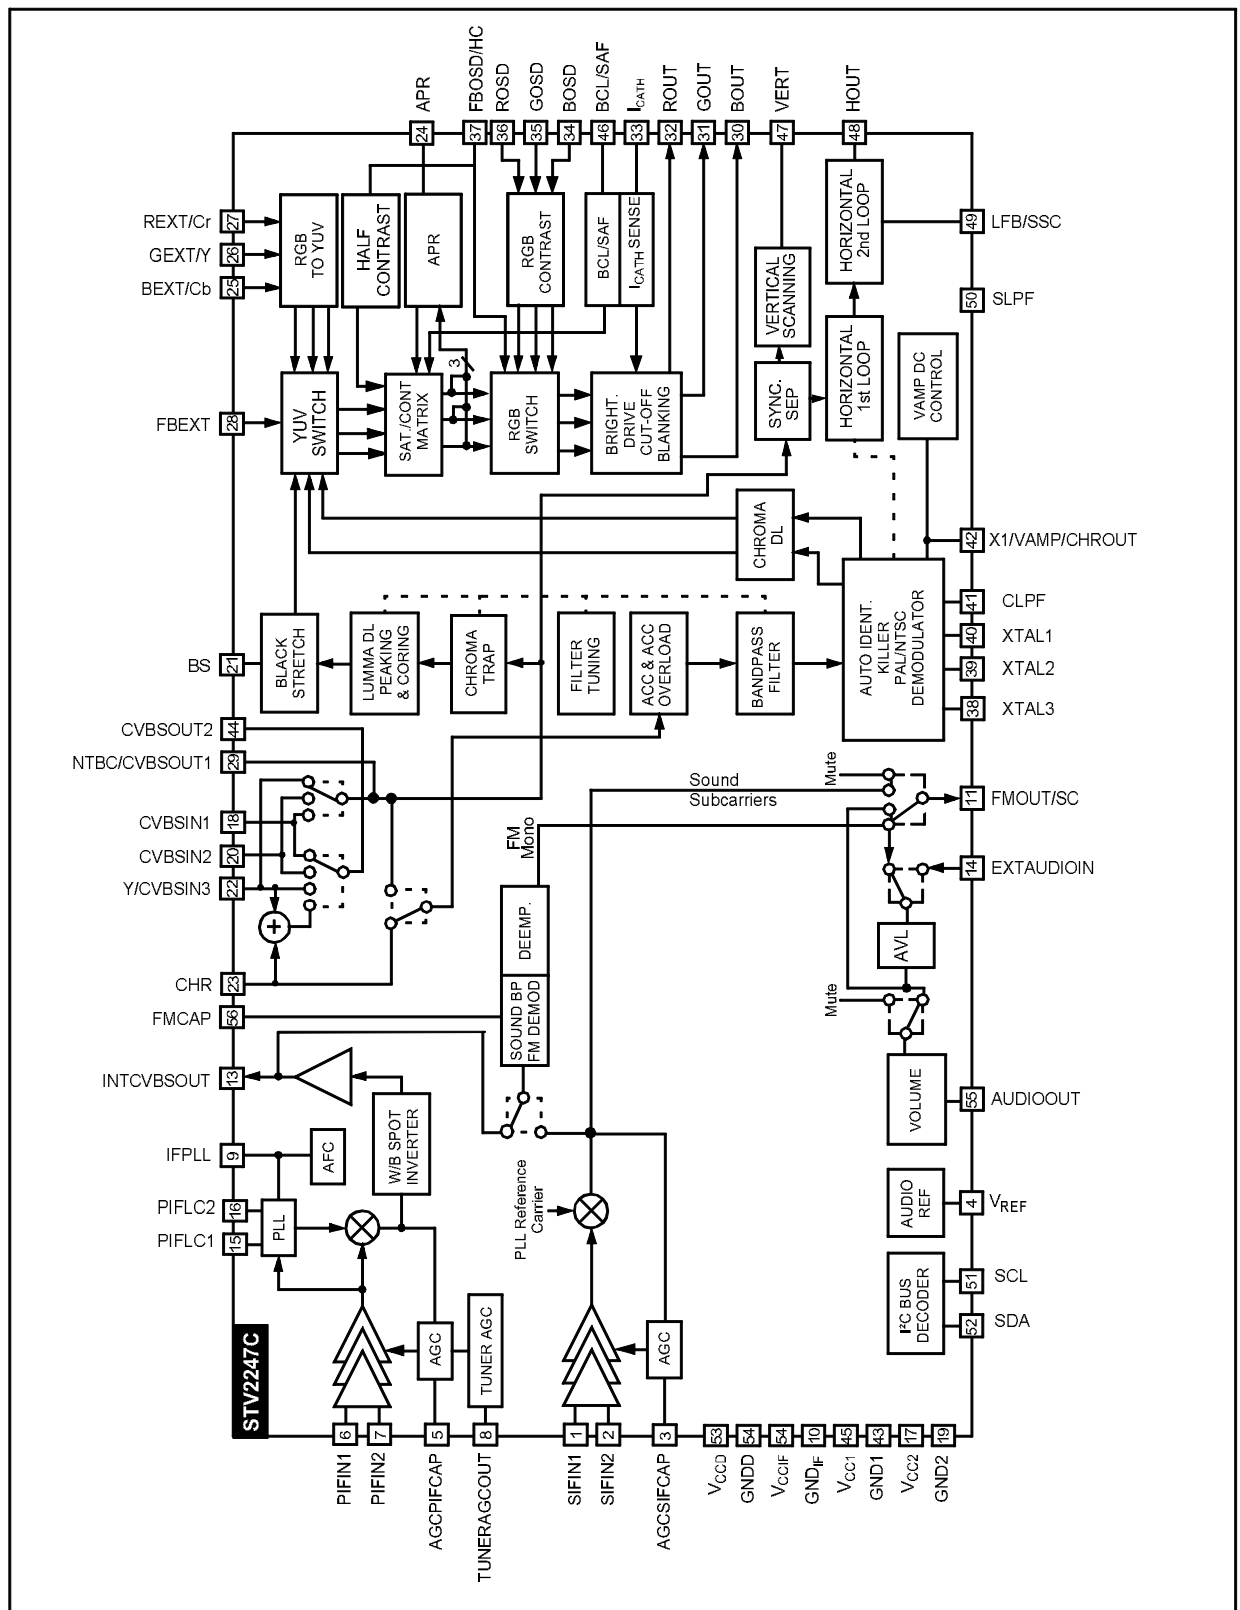 APR
FBOSD/HC
ROSD
GOSD
BOSD
BCL/SAF
ICATH
ROUT
GOUT
BOUT
VERT
HOUT
24
37
36
35
34
46
33
32
31
30
47
48
REXT/Cr
27
GEXT/Y
26
BEXT/Cb
25
RGB
TO YUV
HALF
CONTRAST
APR
RGB
CONTRAST
BCL/SAF
ICATH SENSE
VERTICAL
SCANNING
HORIZONTAL
2nd LOOP
49
LFB/SSC
50
SLPF
FBEXT
28
YUV
SWITCH
SAT./CONT
MATRIX
3
RGB
SWITCH
BRIGHT.
DRIVE
CUT-OFF
BLANKING
SYNC.
SEP
HORIZONTAL
1st LOOP
VAMP DC
CONTROL
CHROMA
DL
42
X1/VAMP/CHROUT
BS
21
BLACK
STRETCH
LUMMA DL
PEAKING
& CORING
CHROMA
TRAP
FILTER
TUNING
ACC & ACC
OVERLOAD
BANDPASS
FILTER
AUTO IDENT.
KILLER
PAL/NTSC
DEMODULATOR
41
CLPF
40
XTAL1
39
XTAL2
38
XTAL3
CVBSOUT2
44
NTBC/CVBSOUT1
29
CVBSIN1
18
CVBSIN2
20
Y/CVBSIN3
22
+
CHR
23
FMCAP
56
Sound
Subcarriers
Mute
FM
Mono
11
FMOUT/SC
14
EXTAUDIOIN
DEEMP.
SOUND BP
FM DEMOD
AVL
Mute
INTCVBSOUT
13
W/B SPOT
INVERTER
VOLUME
55
AUDIOOUT
IFPLL
9
AFC
PIFLC2
16
PIFLC1
15
PLL
PLL Reference
Carrier
AUDIO
REF
4
VREF
I²C BUS
DECODER
51
SCL
52
SDA
STV2247C
AGC
TUNER AGC
AGC
6
7
5
8
1
2
3
53
54
54
10
45
43
17
19
PIFIN1
PIFIN2
AGCPIFCAP
TUNERAGCOUT
SIFIN1
SIFIN2
AGCSIFCAP
VCCD
GNDD
VCCIF
GNDIF
VCC1
GND1
VCC2
GND2